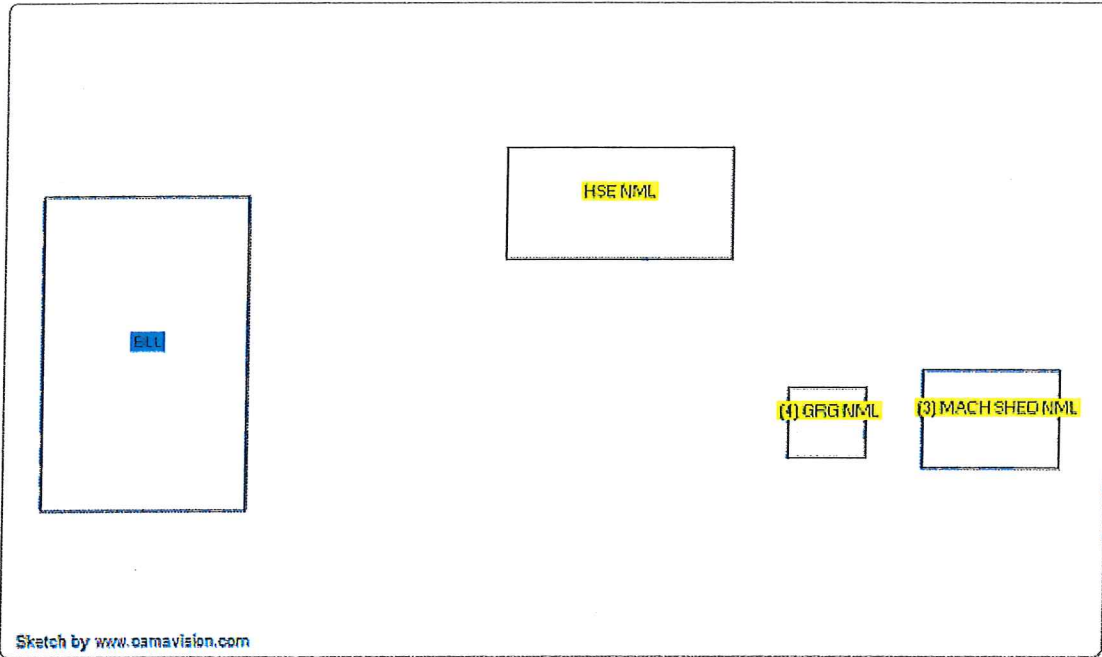 HSE NML
ELL
(4) GRG NML
(3) MACH SHED NML
Sketch by www.camavision.com